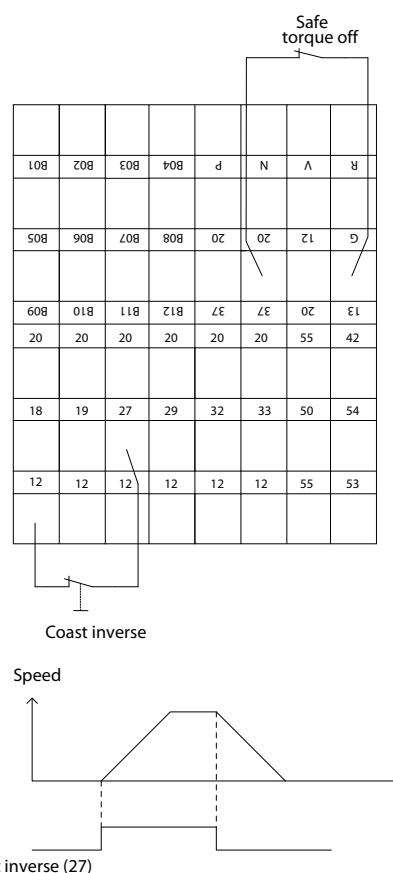 Safe
torque off
B01 B02 B03 B04 P N V R
B05 B06 B07 B08 20 20 12 G
B09 B10 B11 B12 37 37 20 13
20 20 20 20 20 20 55 42
18 19 27 29 32 33 50 54
12 12 12 12 12 12 55 53
Coast inverse
Speed
inverse (27)